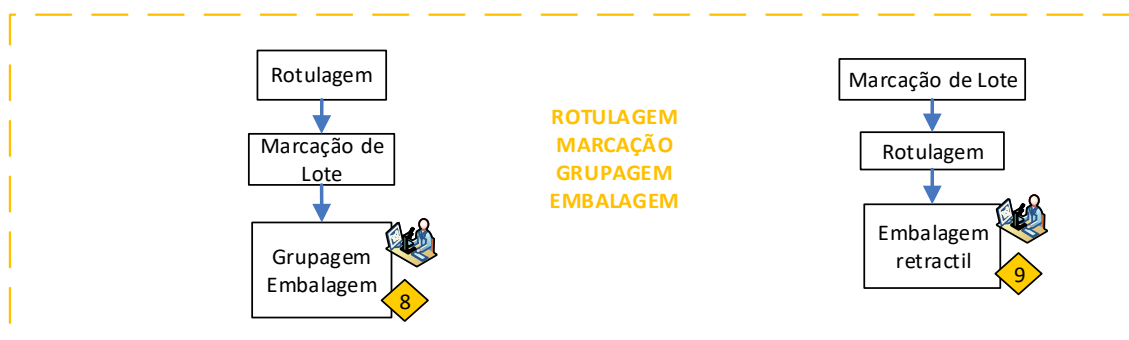 Rotulagem
Marcação de
Lote
Grupagem
Embalagem
8
ROTULAGEM
MARCAÇÃO
GRUPAGEM
EMBALAGEM
Marcação de Lote
Rotulagem
Embalagem
retractil
9